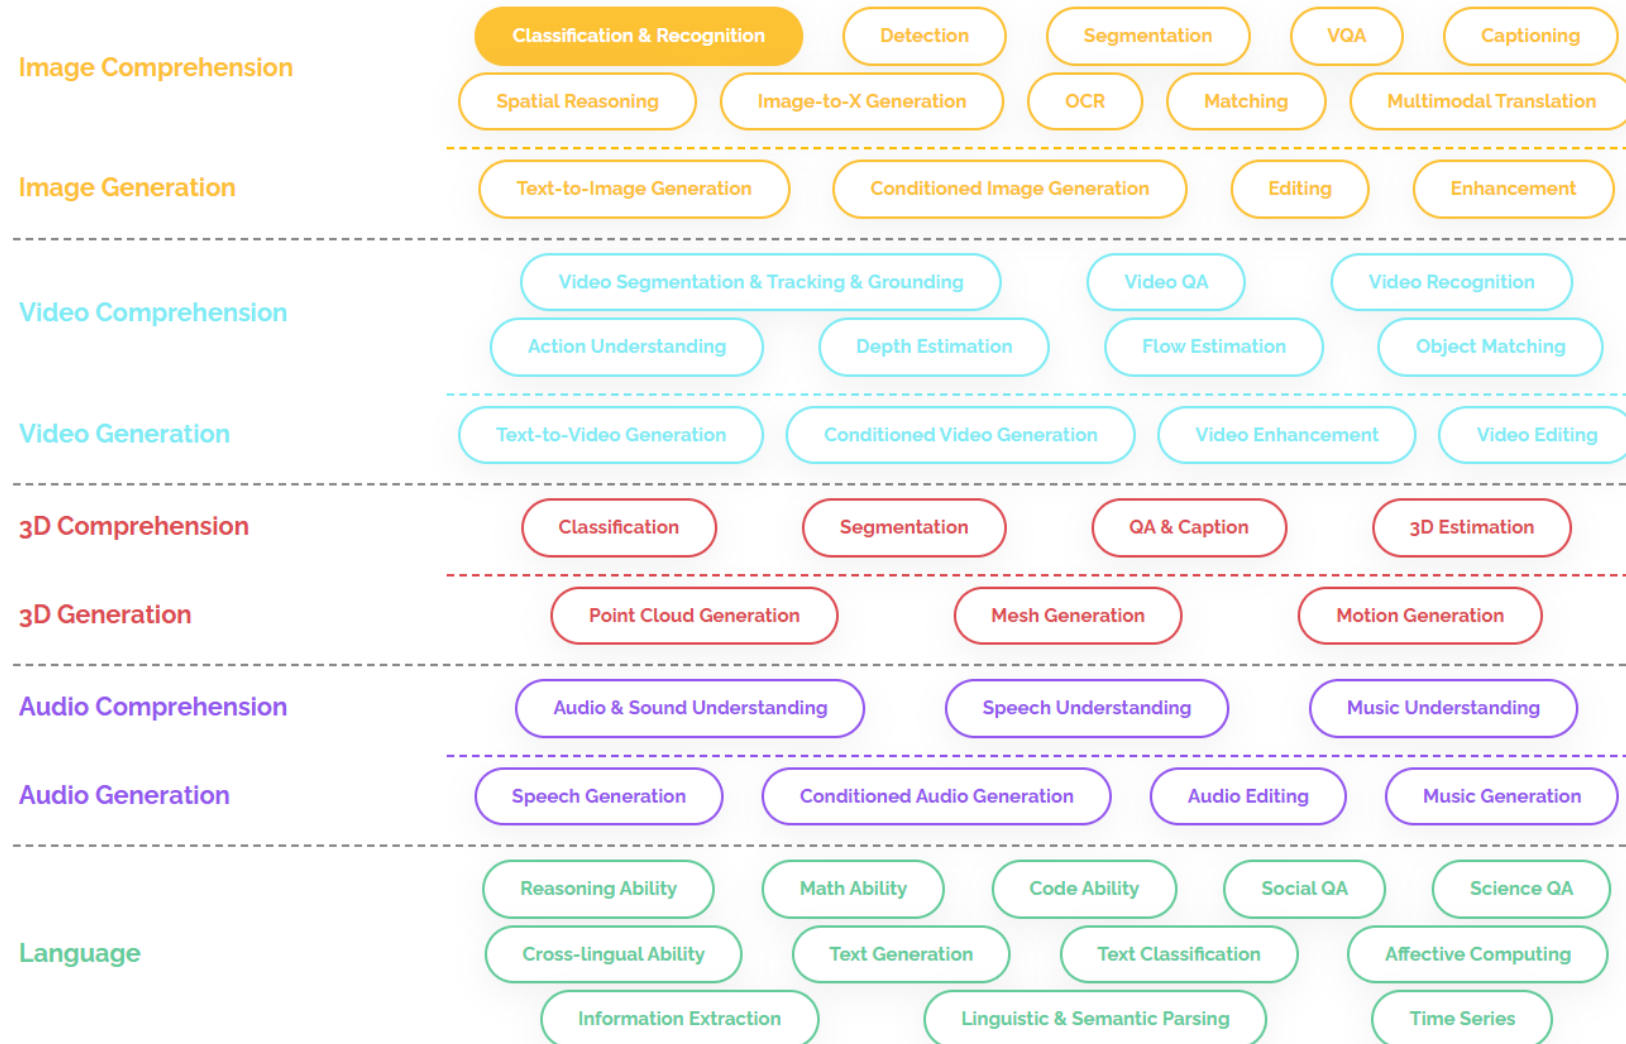 Image Comprehension
Classification & Recognition
Detection
Segmentation
VQA
Captioning
Spatial Reasoning
Image-to-X Generation
OCR
Matching
Multimodal Translation
Image Generation
Text-to-Image Generation
Conditioned Image Generation
Editing
Enhancement
Video Comprehension
Video Segmentation & Tracking & Grounding
Video QA
Video Recognition
Action Understanding
Depth Estimation
Flow Estimation
Object Matching
Video Generation
Text-to-Video Generation
Conditioned Video Generation
Video Enhancement
Video Editing
3D Comprehension
Classification
Segmentation
QA & Caption
3D Estimation
3D Generation
Point Cloud Generation
Mesh Generation
Motion Generation
Audio Comprehension
Audio & Sound Understanding
Speech Understanding
Music Understanding
Audio Generation
Speech Generation
Conditioned Audio Generation
Audio Editing
Music Generation
Language
Reasoning Ability
Math Ability
Code Ability
Social QA
Science QA
Cross-lingual Ability
Text Generation
Text Classification
Affective Computing
Information Extraction
Linguistic & Semantic Parsing
Time Series